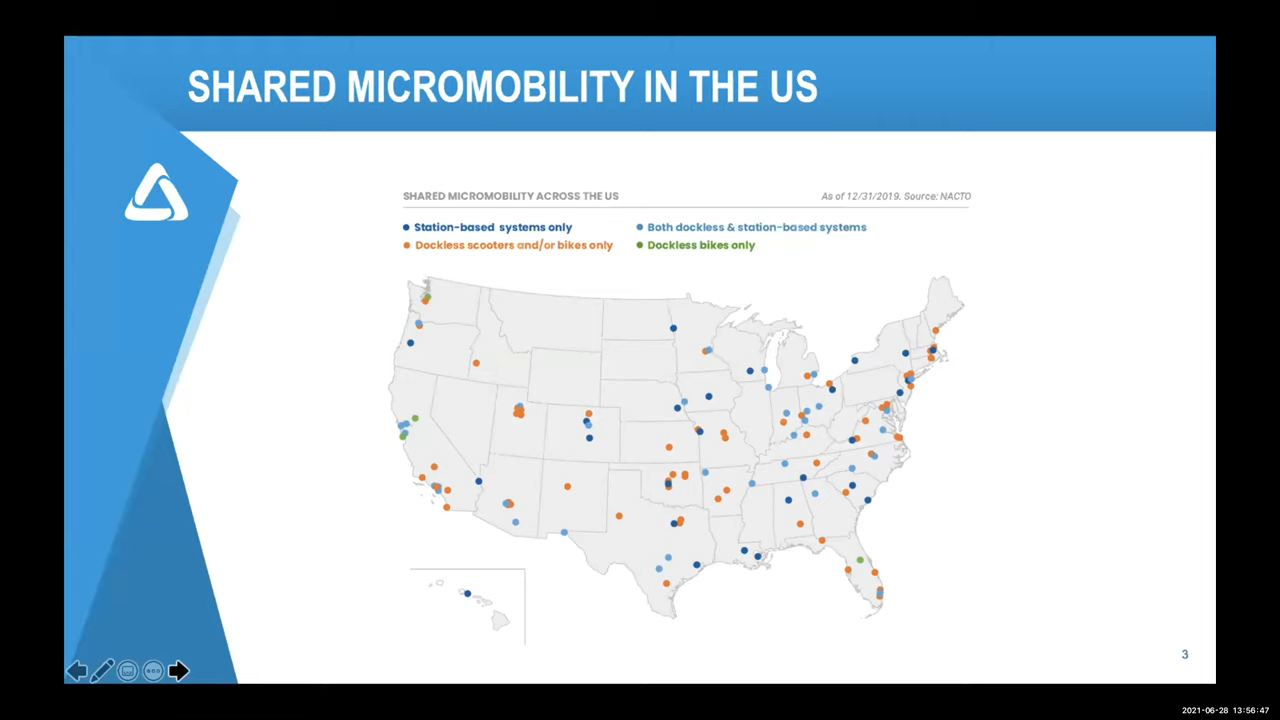 SHARED MICROMOBILITY IN THE US
SHARED MICROMOBILITY ACROSS THE US
As of 12/31/2019. Source: NACTO
Station-based systems only
Both dockless & station-based systems
Dockless scooters and/or bikes only
Dockless bikes only
3
2021-06-28 13:56:47